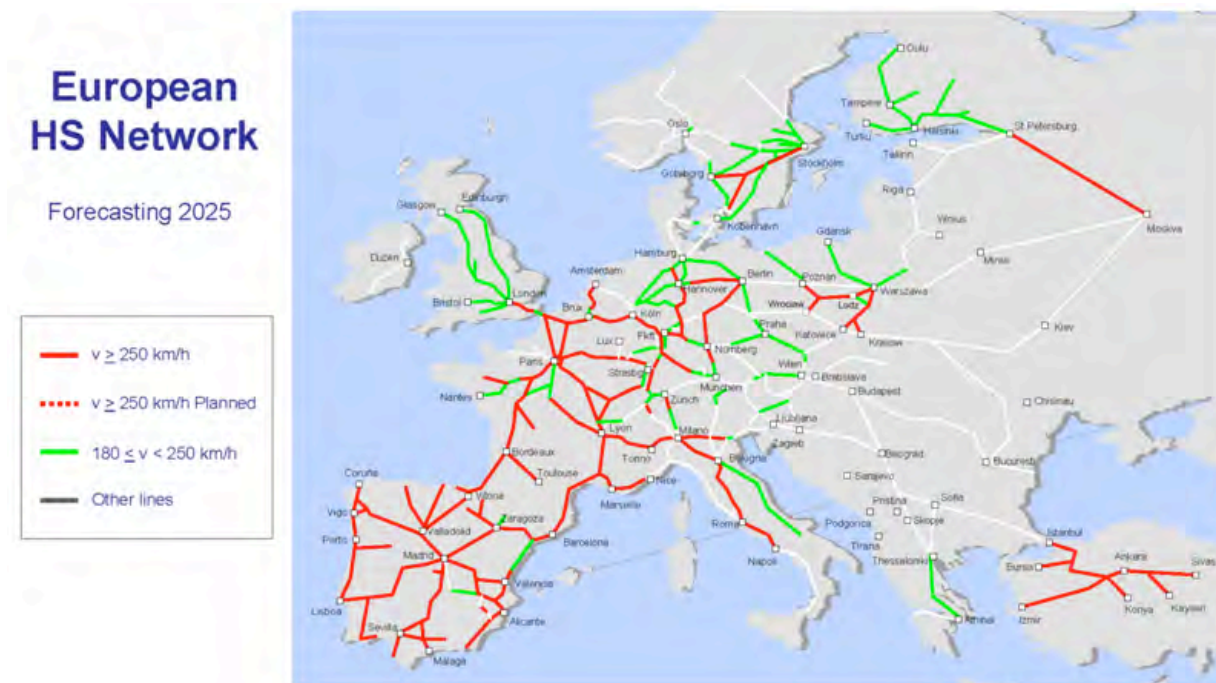 European
HS Network
Forecasting 2025
v ≥ 250 km/h
v ≥ 250 km/h Planned
180 ≤ v < 250 km/h
Other lines
Oulu
Tampere
Turku
Helsinki
St Petersburg
Oslo
Stockholm
Tallinn
Goteborg
Riga
Edinburgh
Glasgow
Kobenhavn
Gdansk
Vilnius
Moskva
Minsk
Dublin
Hamburg
Amsterdam
Berlin
Poznan
Warszawa
Hannover
Bristol
London
Brux
Köln
Wroclaw
Lodz
Kiev
Fkft
Praha
Katowice
Krakow
Lux
Nürnberg
Paris
Strasbg
Wien
Bratislava
München
Budapest
Nantes
Zürich
Chisinau
Ljubljana
Lyon
Milano
Zagreb
Bordeaux
Torino
Bologna
Beograd
Bucuresti
Toulouse
Coruña
Nice
Sarajevo
Vigo
Vitoria
Marseille
Sofia
Zaragoza
Pristina
Porto
Valladolid
Roma
Podgorica
Skopje
Istanbul
Barcelona
Tirana
Madrid
Napoli
Thessaloniki
Bursa
Ankara
Sivas
Valencia
Lisboa
Konya
Kayseri
Sevilla
Alicante
Athinai
Izmir
Málaga